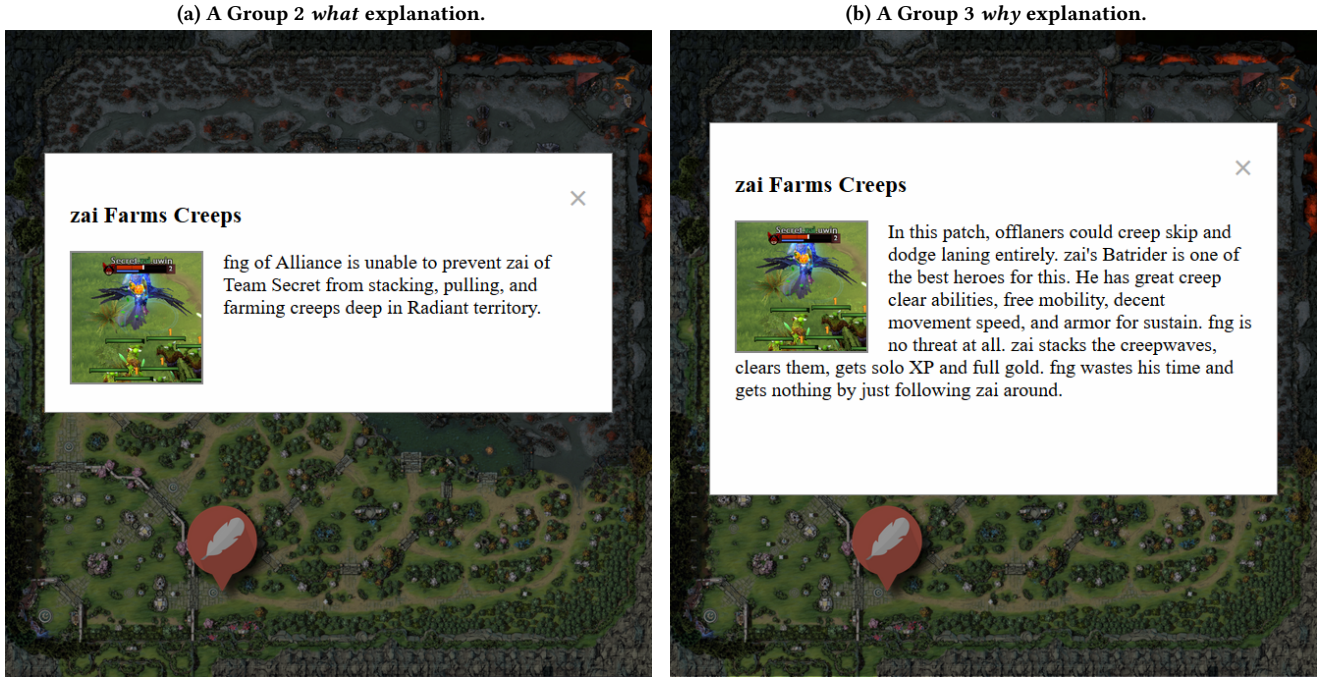 (a) A Group 2 what explanation.
zai Farms Creeps
fng of Alliance is unable to prevent zai of
Team Secret from stacking, pulling, and
farming creeps deep in Radiant territory.
(b) A Group 3 why explanation.
zai Farms Creeps
In this patch, offlaners could creep skip and
dodge laning entirely. zai's Batrider is one of
the best heroes for this. He has great creep
clear abilities, free mobility, decent
movement speed, and armor for sustain. fng is
no threat at all. zai stacks the creepwaves,
clears them, gets solo XP and full gold. fng wastes his time and
gets nothing by just following zai around.